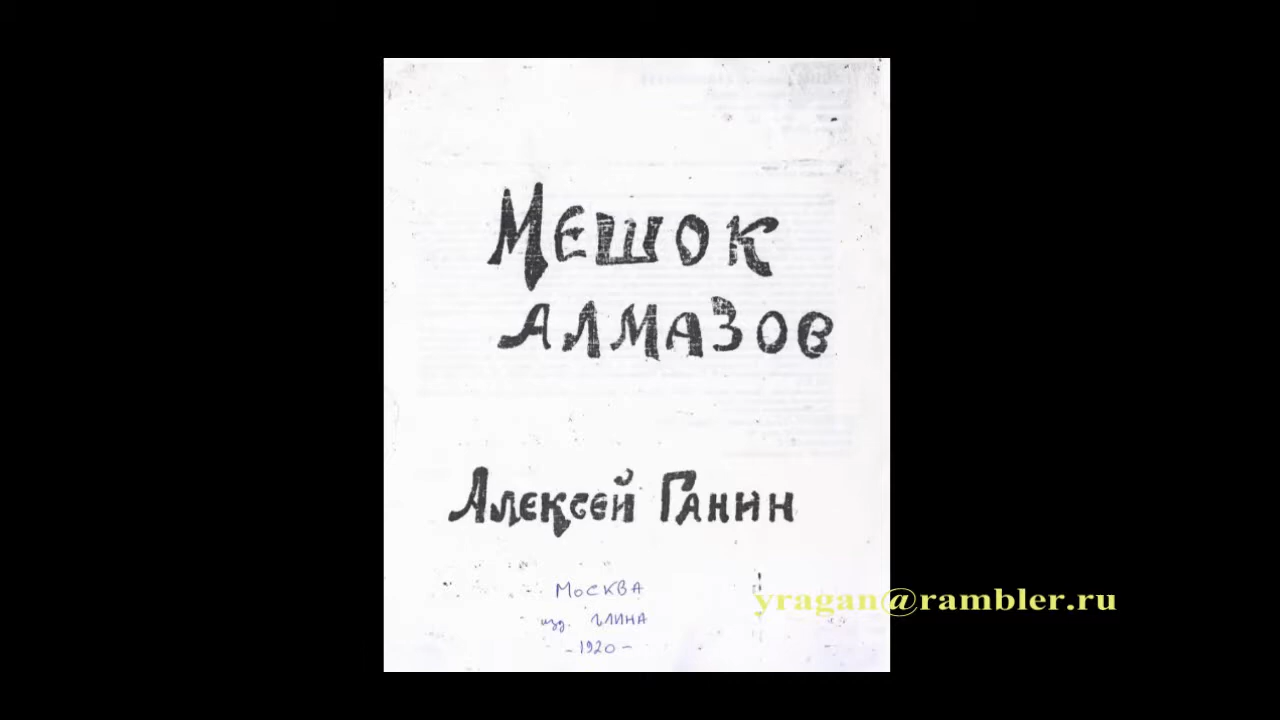 Мешок
алмазов
Алексей Ганин
Москва
изд. Глина
-1920-
yragan@rambler.ru